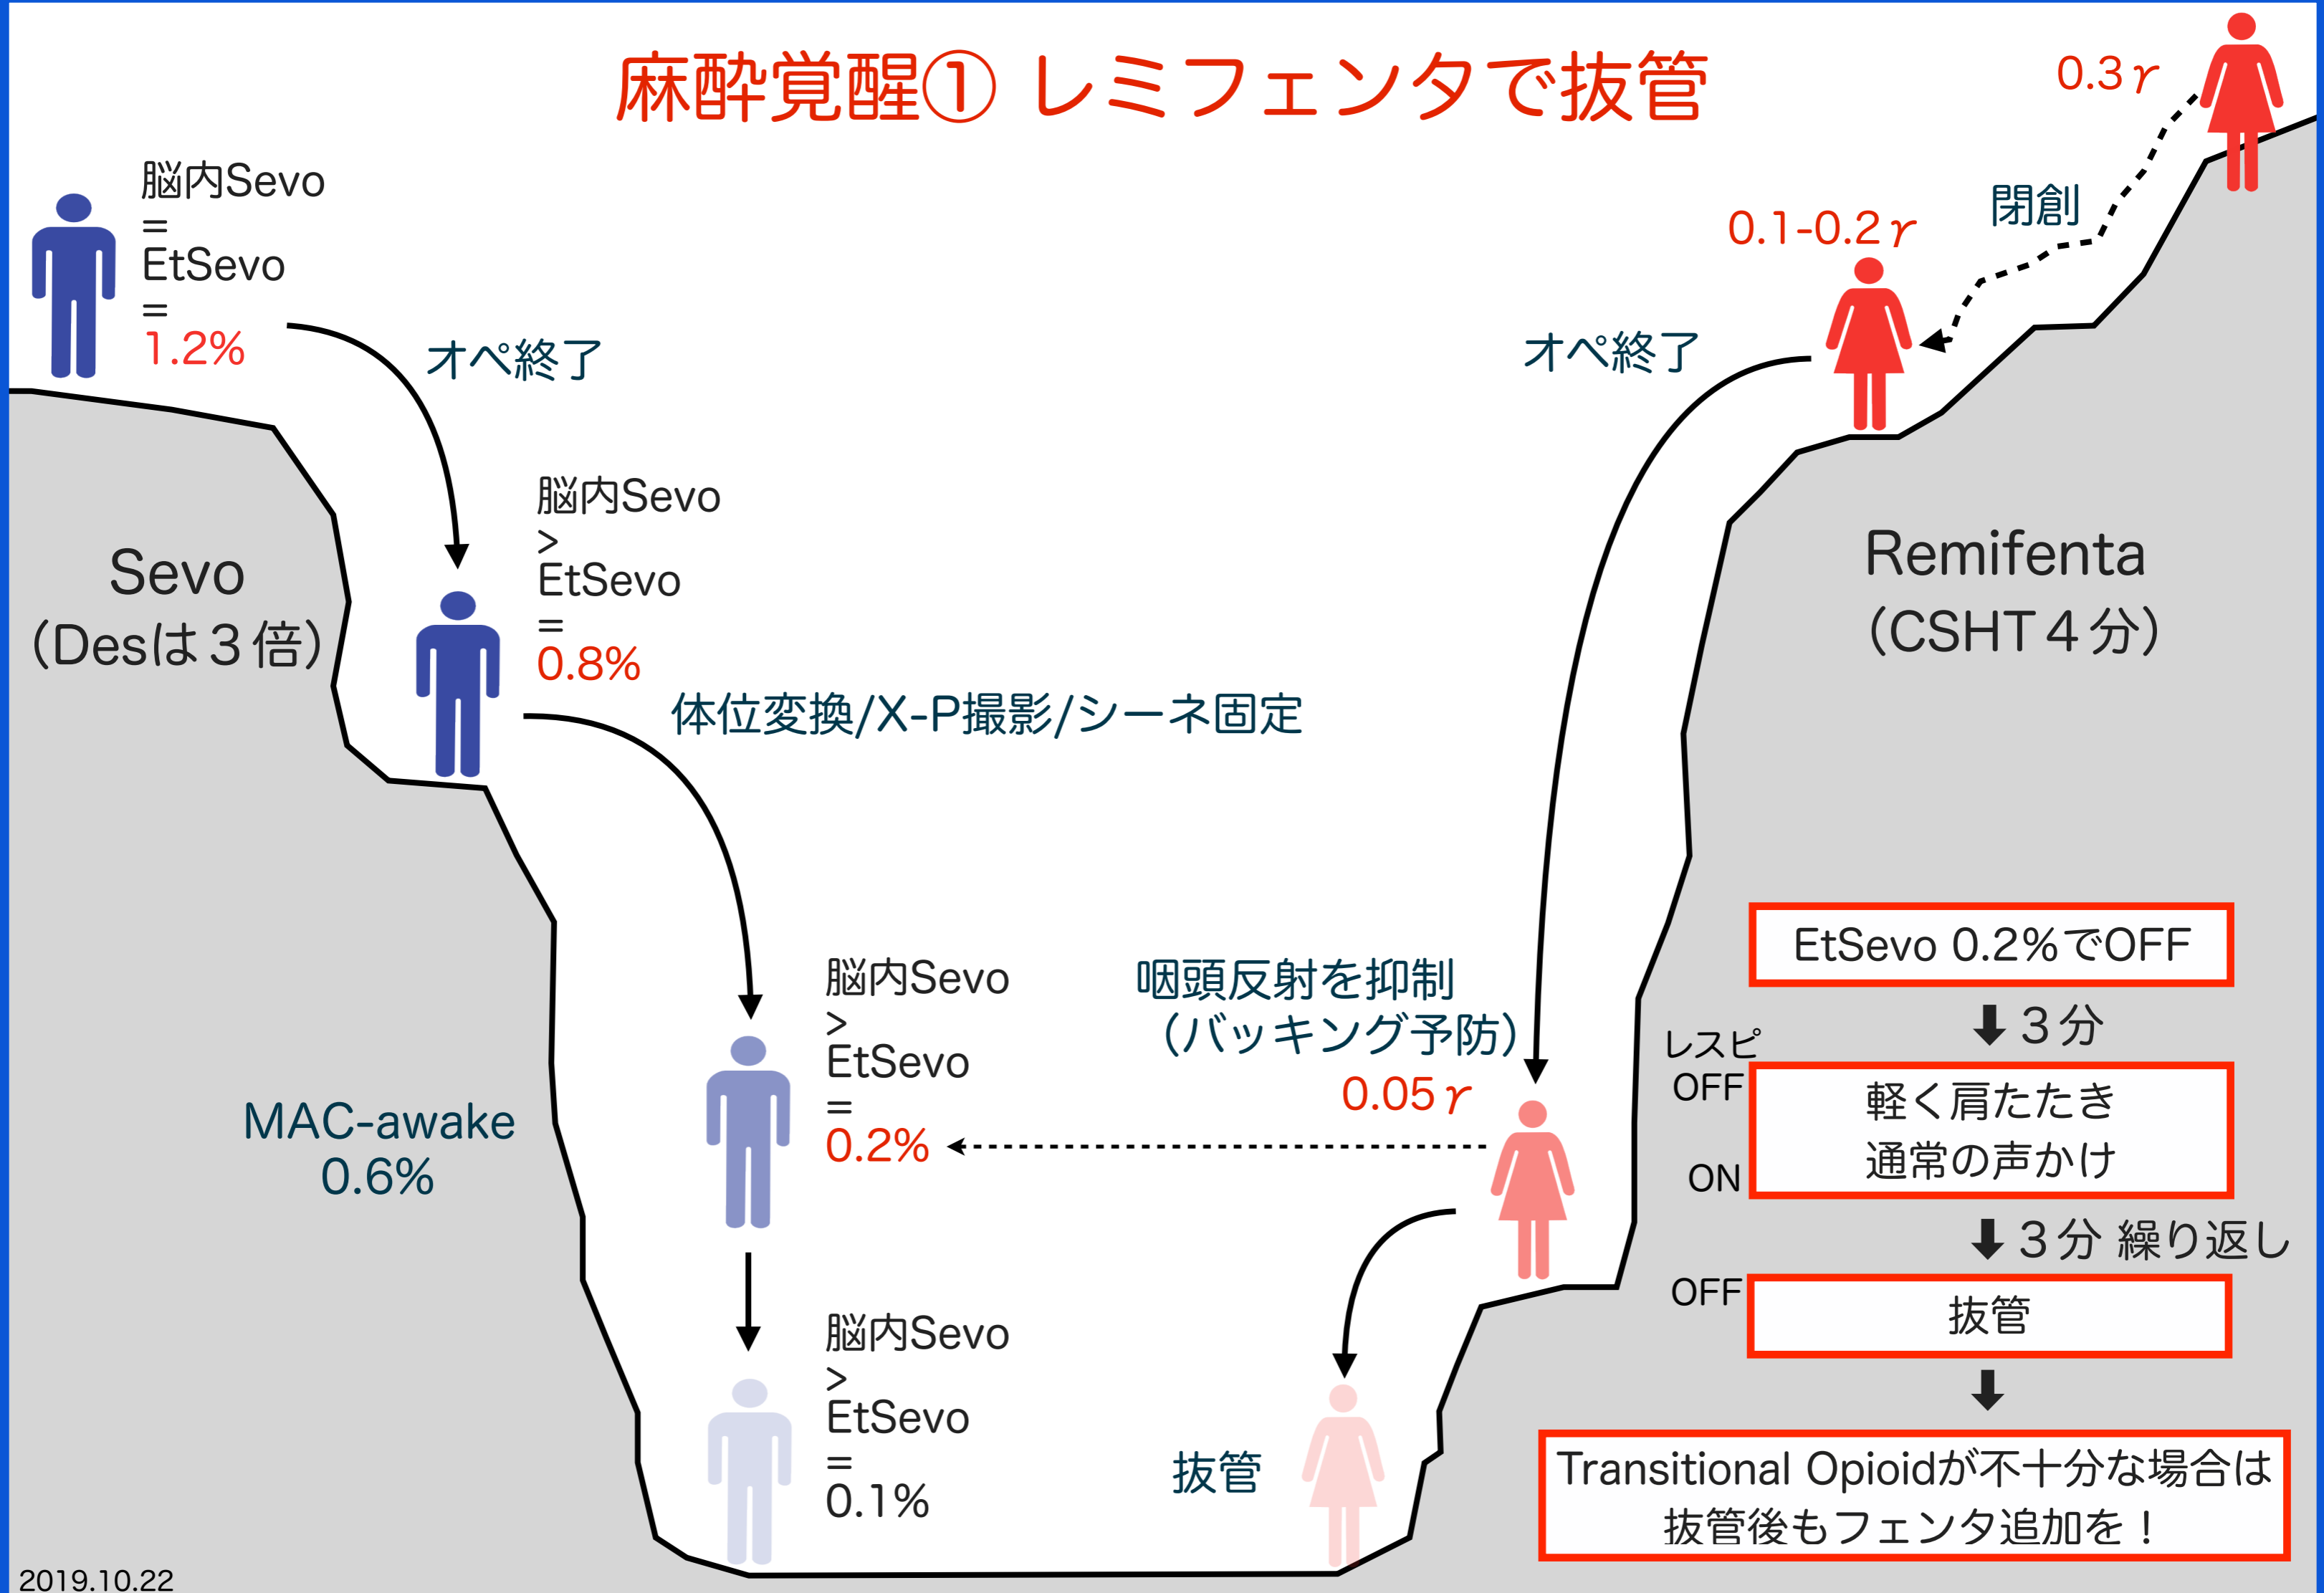 麻酔覚醒① レミフェンタで抜管
脳内Sevo
=
EtSevo
=
1.2%
オペ終了
脳内Sevo
>
EtSevo
=
0.8%
Sevo
（Desは３倍）
体位変換/X-P撮影/シーネ固定
脳内Sevo
>
EtSevo
=
0.2%
MAC-awake
0.6%
脳内Sevo
>
EtSevo
=
0.1%
0.3γ
閉創
0.1-0.2γ
オペ終了
Remifenta
（CSHT４分）
咽頭反射を抑制
（バッキング予防）
0.05γ
抜管
EtSevo 0.2%でOFF
３分
レスピ
OFF
軽く肩たたき
通常の声かけ
ON
３分 繰り返し
OFF
抜管
Transitional Opioidが不十分な場合は
抜管後もフェンタ追加を！
2019.10.22